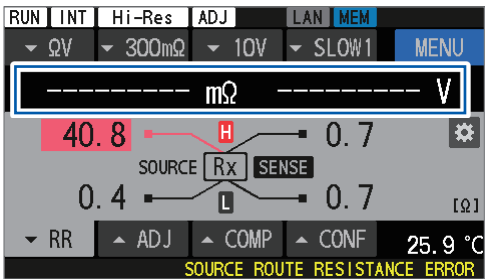 RUN INT Hi-Res ADJ LAN MEM
ΩV 300mΩ 10V SLOW1 MENU
---------- mΩ ---------- V
40.8 H 0.7
SOURCE Rx SENSE
0.4 L 0.7 [Ω]
RR ADJ COMP CONF 25.9 °C
SOURCE ROUTE RESISTANCE ERROR